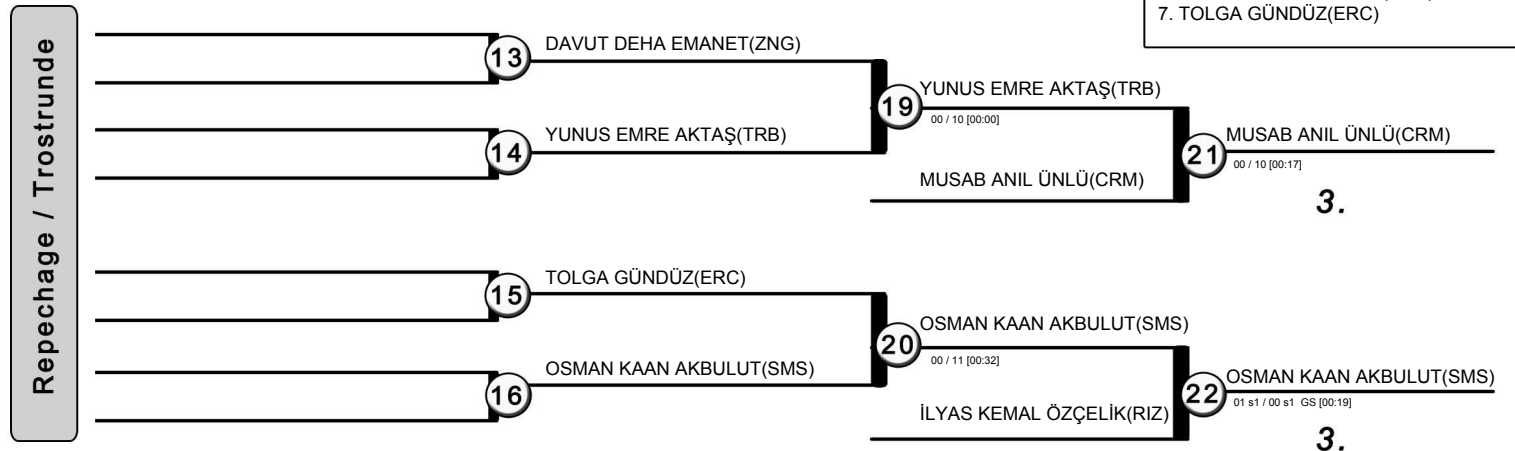 7. TOLGA GÜNDÜZ(ERC)
Repechage / Trostrunde
13
DAVUT DEHA EMANET(ZNG)
19
YUNUS EMRE AKTAŞ(TRB)
00 / 10 [00:00]
14
YUNUS EMRE AKTAŞ(TRB)
21
MUSAB ANIL ÜNLÜ(CRM)
00 / 10 [00:17]
MUSAB ANIL ÜNLÜ(CRM)
3.
15
TOLGA GÜNDÜZ(ERC)
20
OSMAN KAAN AKBULUT(SMS)
00 / 11 [00:32]
16
OSMAN KAAN AKBULUT(SMS)
22
OSMAN KAAN AKBULUT(SMS)
01 s1 / 00 s1 GS [00:19]
İLYAS KEMAL ÖZÇELİK(RIZ)
3.